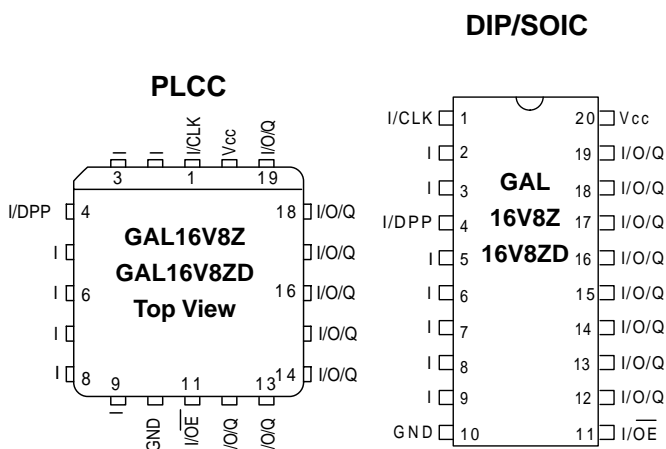 DIP/SOIC
PLCC
I I I/CLK Vcc I/O/Q
3 1 19
I/DPP 4 18 I/O/Q
I I/O/Q
I 6 16 I/O/Q
I I/O/Q
I 8 14 I/O/Q
GAL16V8Z
GAL16V8ZD
Top View
9 11 13
I GND I/OE I/O/Q I/O/Q
I/CLK 1 20 Vcc
I 2 19 I/O/Q
I 3 18 I/O/Q
I/DPP 4 17 I/O/Q
I 5 16 I/O/Q
I 6 15 I/O/Q
I 7 14 I/O/Q
I 8 13 I/O/Q
I 9 12 I/O/Q
GND 10 11 I/OE
GAL
16V8Z
16V8ZD